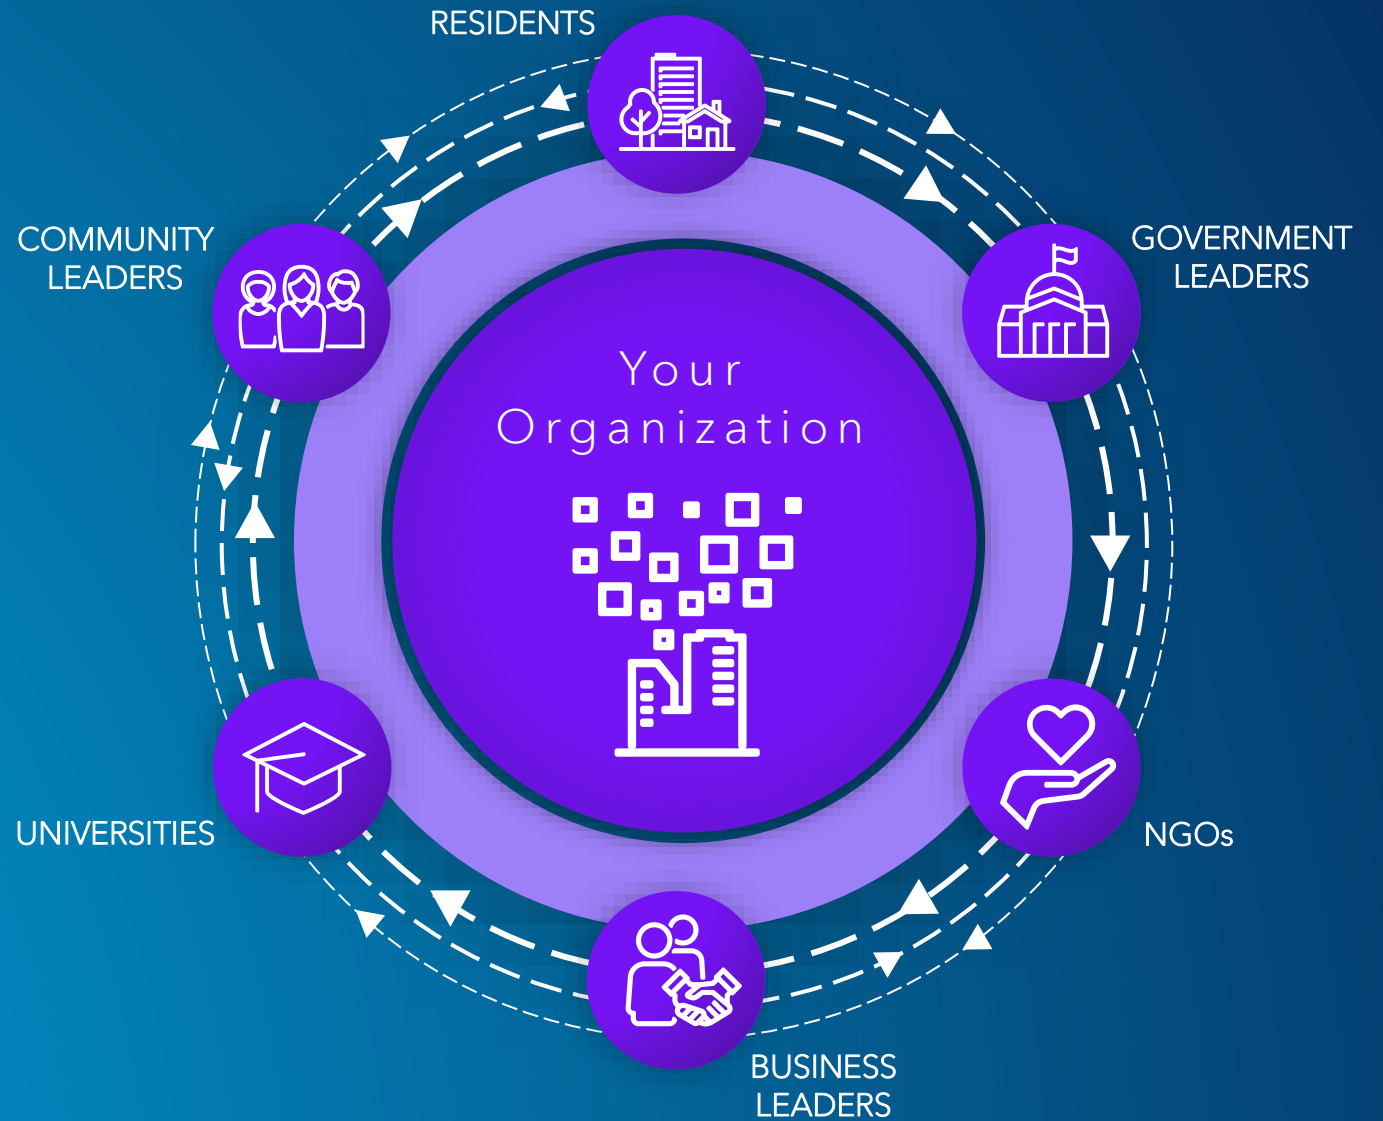 RESIDENTS
COMMUNITY
LEADERS
GOVERNMENT
LEADERS
Your
Organization
UNIVERSITIES
NGOs
BUSINESS
LEADERS